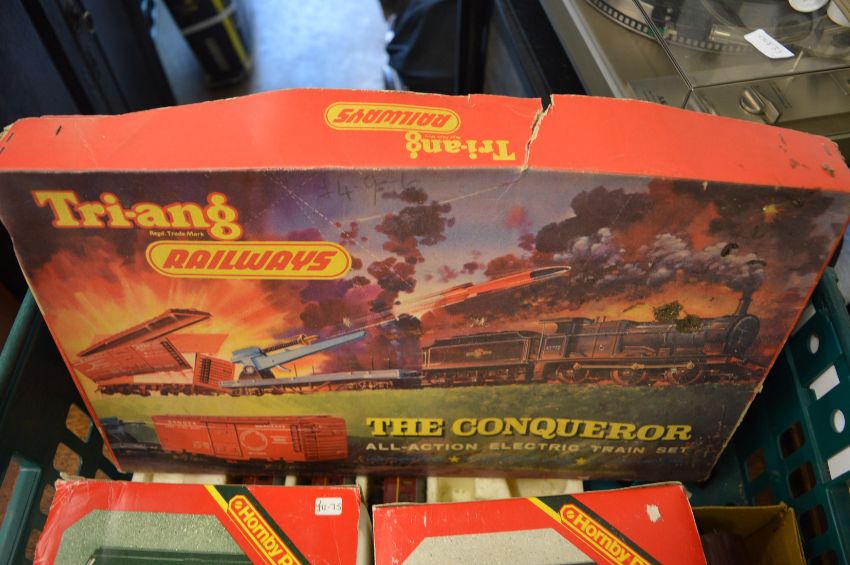 RAILWAYS
Tri-ang
Tri-ang
Regd. Trade Mark
RAILWAYS
THE CONQUEROR
ALL-ACTION ELECTRIC TRAIN SET
Hornby R
Hornby R